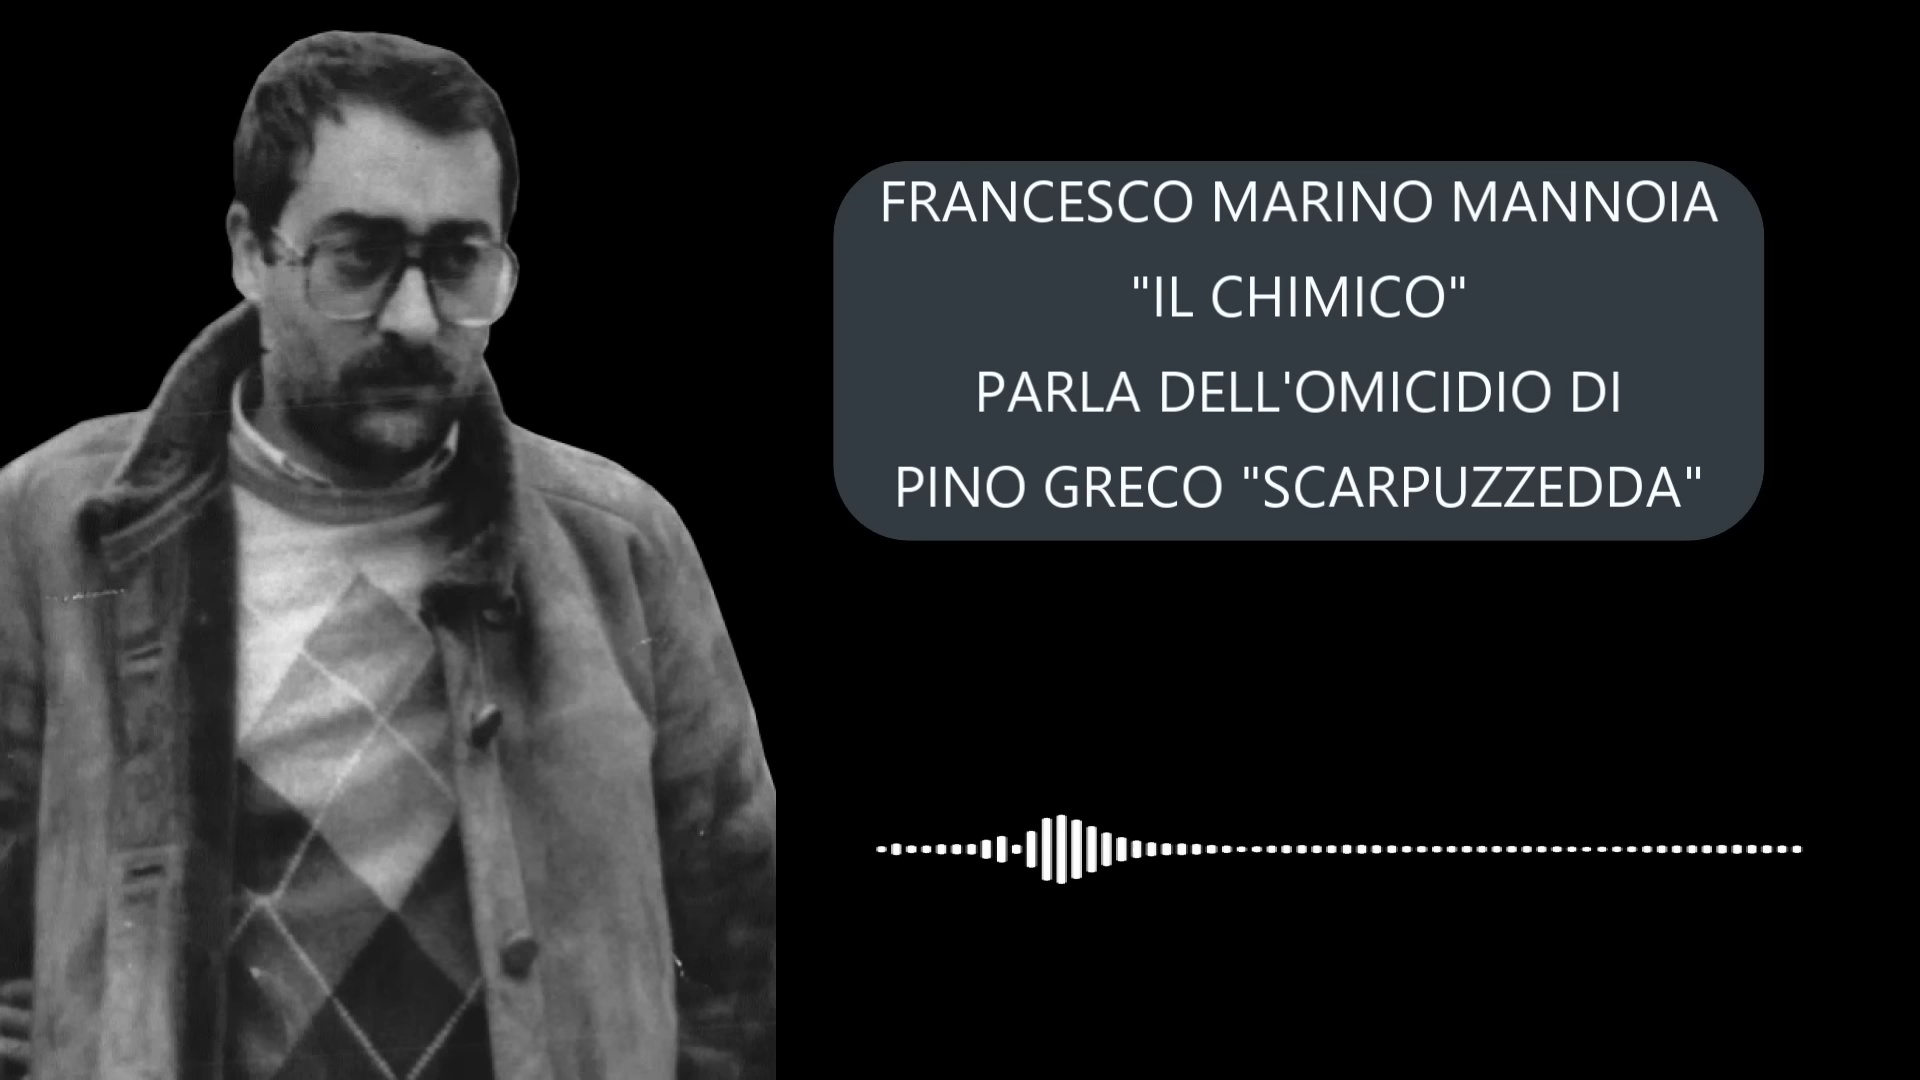 FRANCESCO MARINO MANNOIA
"IL CHIMICO"
PARLA DELL'OMICIDIO DI
PINO GRECO "SCARPUZZEDDA"